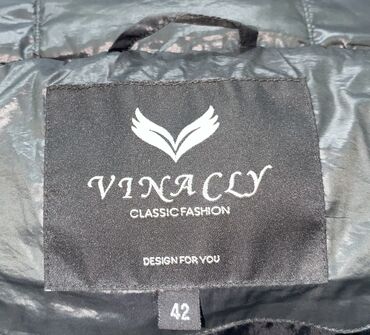 VINACLY
CLASSIC FASHION
DESIGN FOR YOU
42